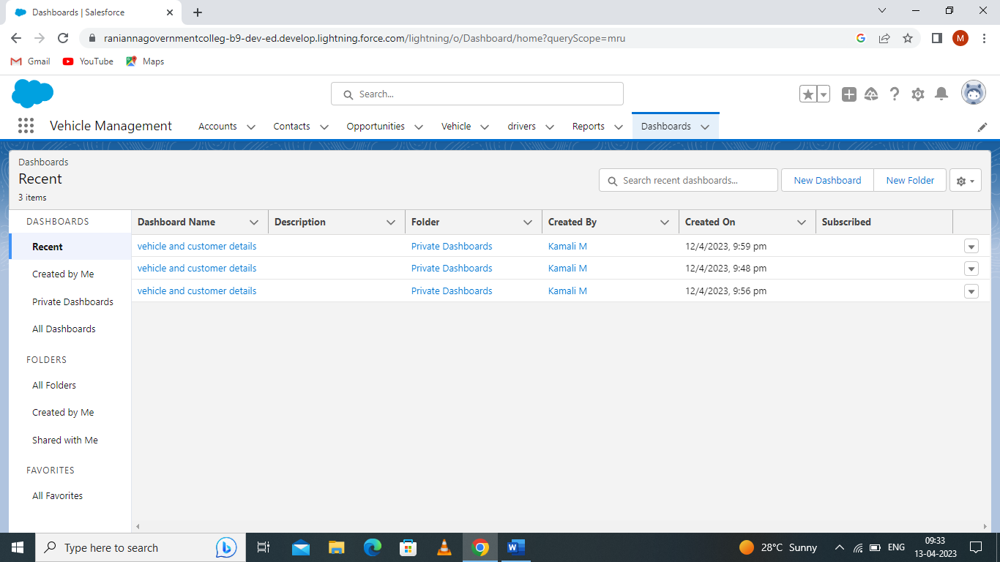 Dashboards | Salesforce
raniannagovernmentcolleg-b9-dev-ed.develop.lightning.force.com/lightning/o/Dashboard/home?queryScope=mru
M
Gmail YouTube Maps
Search...
Vehicle Management Accounts Contacts Opportunities Vehicle drivers Reports Dashboards
Dashboards
Recent
3 items
Search recent dashboards...
New Dashboard
New Folder
DASHBOARDS
Recent
Created by Me
Private Dashboards
All Dashboards
FOLDERS
All Folders
Created by Me
Shared with Me
FAVORITES
All Favorites
Dashboard Name Description Folder Created By Created On Subscribed
vehicle and customer details Private Dashboards Kamali M 12/4/2023, 9:59 pm
vehicle and customer details Private Dashboards Kamali M 12/4/2023, 9:48 pm
vehicle and customer details Private Dashboards Kamali M 12/4/2023, 9:56 pm
Type here to search
28°C Sunny
ENG
09:33
13-04-2023